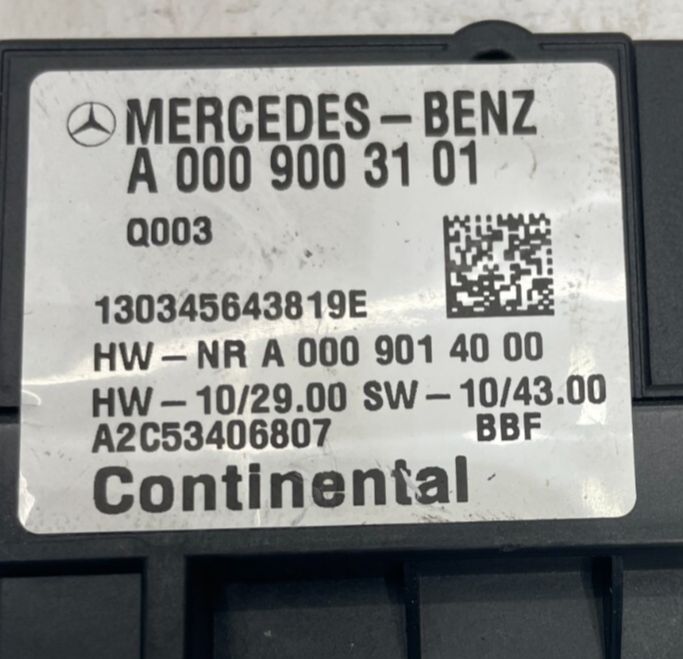 MERCEDES-BENZ
A 000 900 31 01
Q003
130345643819E
HW-NR A 000 901 40 00
HW-10/29.00 SW-10/43.00
A2C53406807 BBF
Continental